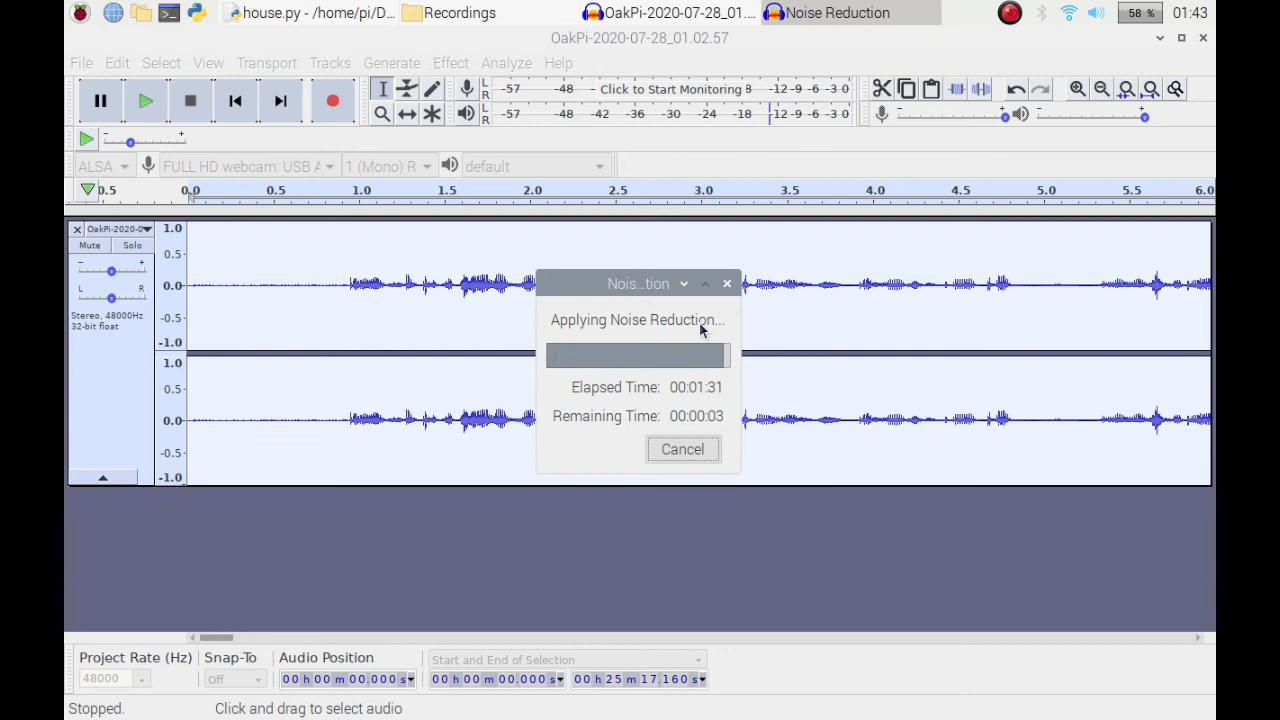 house.py - /home/pi/D...
Recordings
OakPi-2020-07-28_01....
Noise Reduction
58 %
01:43
OakPi-2020-07-28_01.02.57
File Edit Select View Transport Tracks Generate Effect Analyze Help
L
R
-57 -48 Click to Start Monitoring 8 -12 -9 -6 -3 0
L
R
-57 -48 -42 -36 -30 -24 -18 -12 -9 -6 -3 0
- +
- +
- +
ALSA
FULL HD webcam: USB A
1 (Mono) R
default
0.5 0.0 0.5 1.0 1.5 2.0 2.5 3.0 3.5 4.0 4.5 5.0 5.5 6.0
OakPi-2020-0
Mute Solo
- +
L R
Stereo, 48000Hz
32-bit float
1.0
0.5
0.0
-0.5
-1.0
1.0
0.5
0.0
-0.5
-1.0
Nois...tion
Applying Noise Reduction...
Elapsed Time: 00:01:31
Remaining Time: 00:00:03
Cancel
Project Rate (Hz) Snap-To Audio Position Start and End of Selection
48000 Off 00 h 00 m 00.000 s 00 h 00 m 00.000 s 00 h 25 m 17.160 s
Stopped. Click and drag to select audio